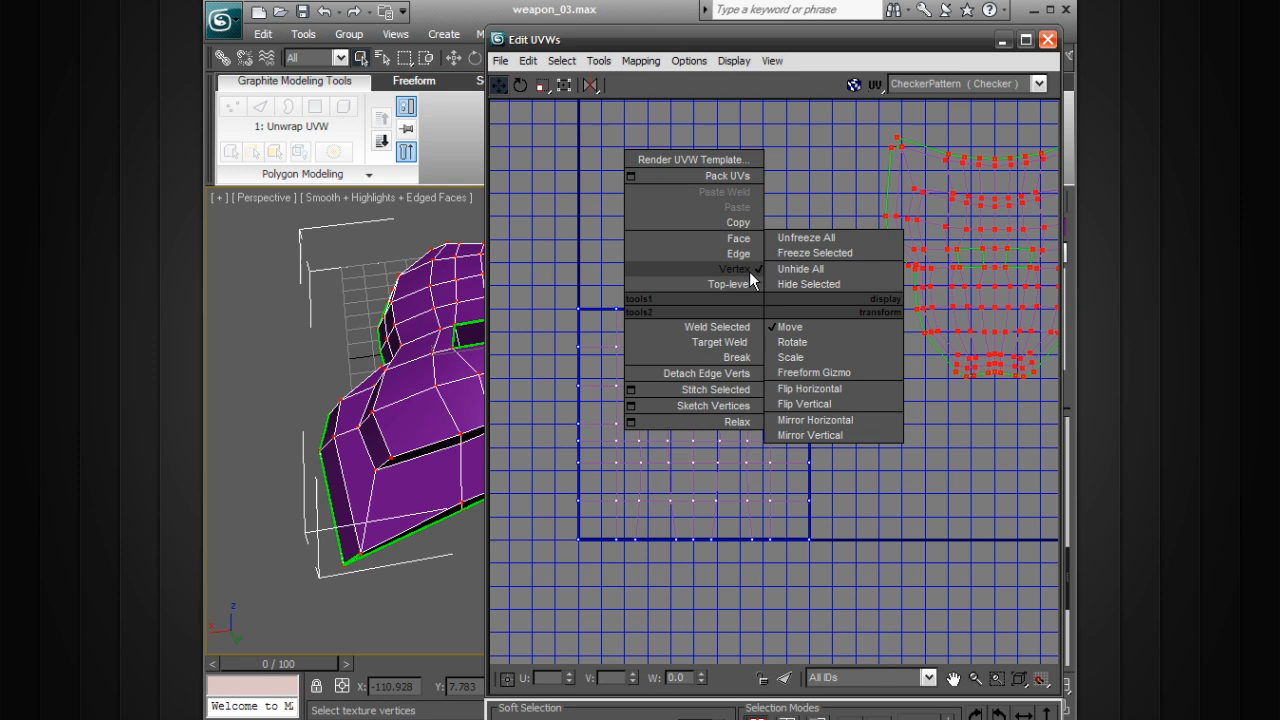 weapon_03.max
Type a keyword or phrase
Edit Tools Group Views Create
All
Graphite Modeling Tools Freeform
1: Unwrap UVW
Polygon Modeling
[ + ] [ Perspective ] [ Smooth + Highlights + Edged Faces ]
Edit UVWs
File Edit Select Tools Mapping Options Display View
UV CheckerPattern ( Checker )
Render UVW Template...
Pack UVs
Paste Weld
Paste
Copy
Face
Edge
Vertex
Top-level
tools1
tools2
Weld Selected
Target Weld
Break
Detach Edge Verts
Stitch Selected
Sketch Vertices
Relax
Unfreeze All
Freeze Selected
Unhide All
Hide Selected
display
transform
Move
Rotate
Scale
Freeform Gizmo
Flip Horizontal
Flip Vertical
Mirror Horizontal
Mirror Vertical
z
x
0 / 100
U: V: W: 0.0 All IDs
X: -110.928 Y: 7.783
Welcome to
Select texture vertices
Soft Selection Selection Modes